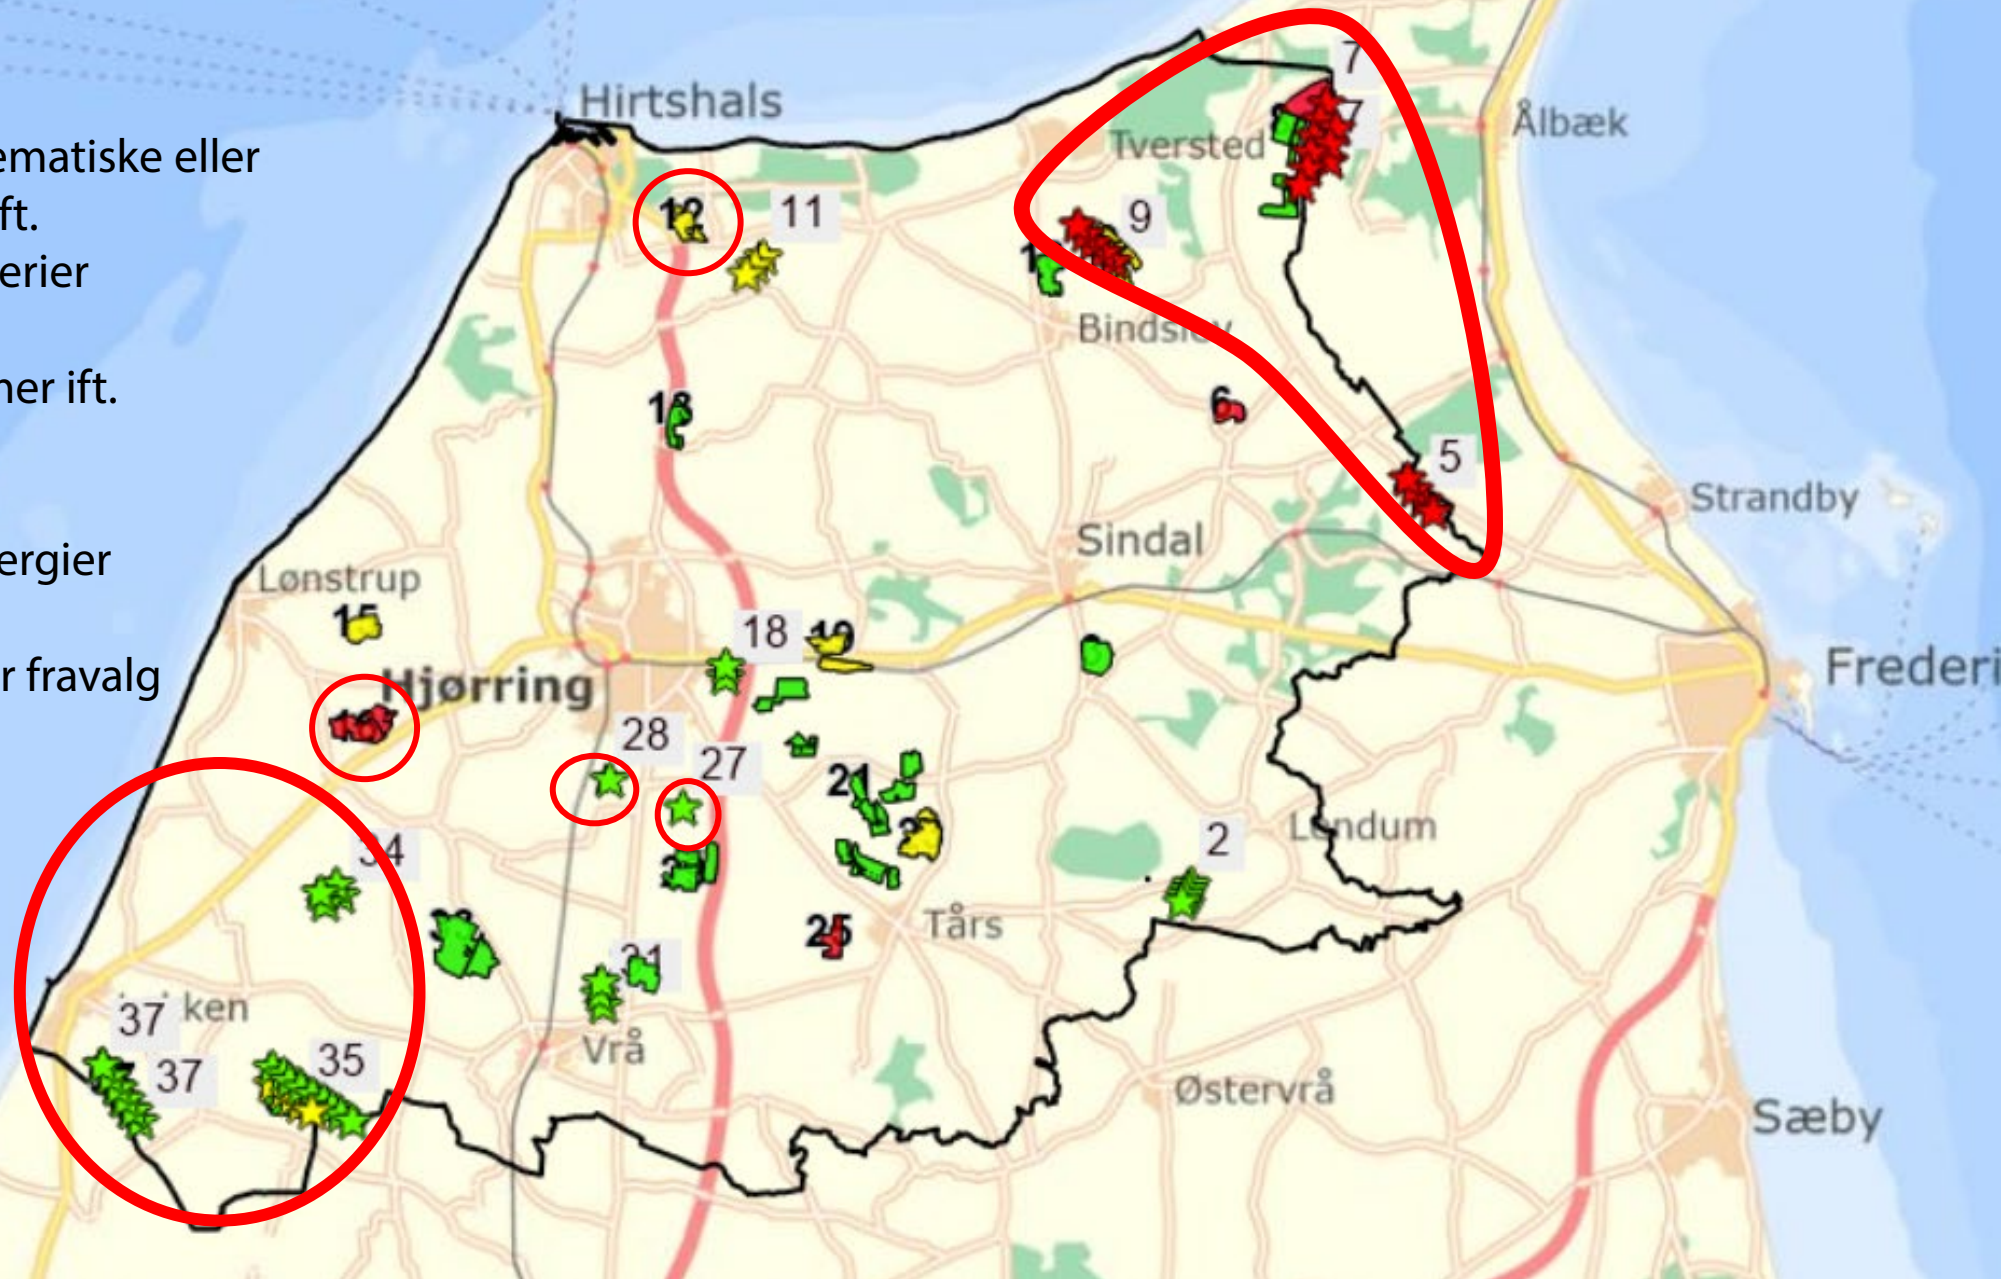 ematiske eller
ft.
erier
ner ift.
ergier
r fravalg
Hirtshals
7
7
Ålbæk
Tversted
12
11
9
Bindslev
13
6
5
Strandby
Sindal
Lønstrup
15
18
19
Hjørring
Frederi
28
27
21
2
Lendum
34
25
Tårs
31
37
ken
37
35
Vrå
Østervrå
Sæby